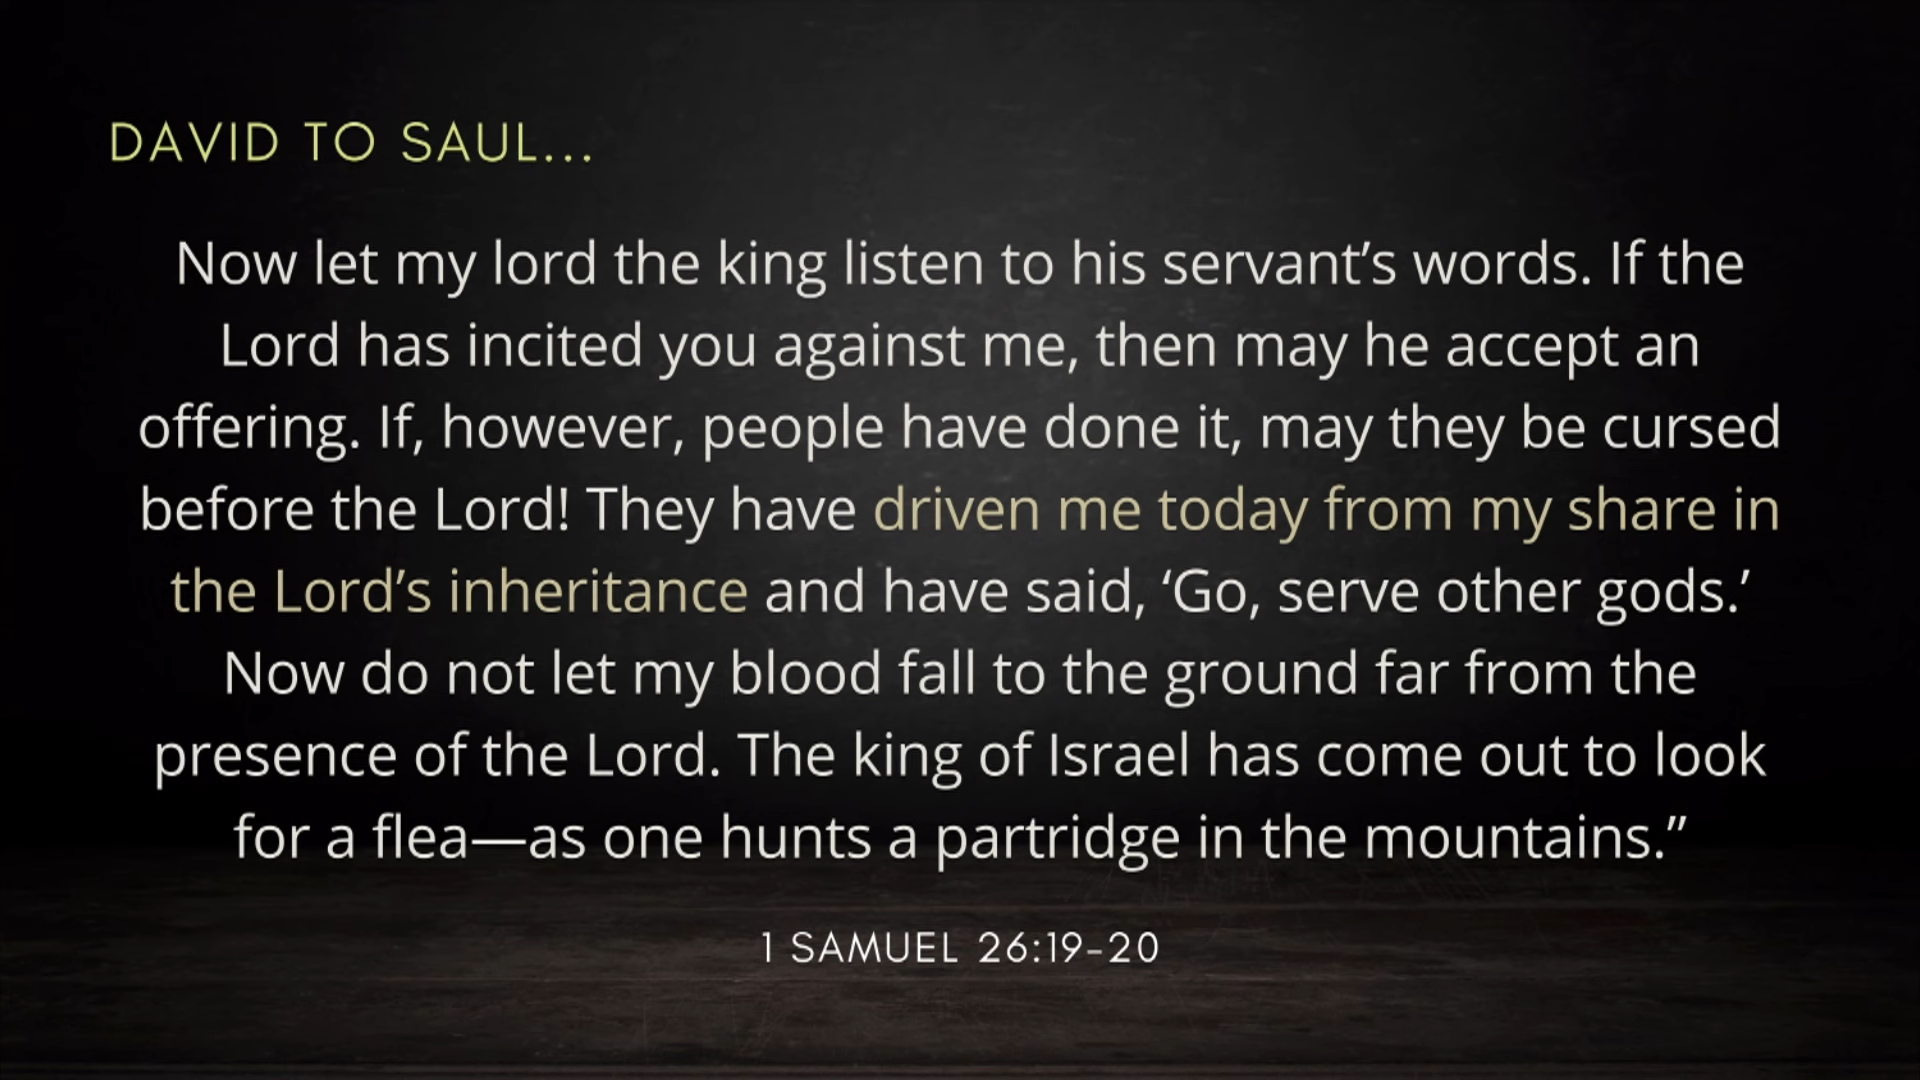 DAVID TO SAUL...
Now let my lord the king listen to his servant’s words. If the
Lord has incited you against me, then may he accept an
offering. If, however, people have done it, may they be cursed
before the Lord! They have driven me today from my share in
the Lord’s inheritance and have said, ‘Go, serve other gods.’
Now do not let my blood fall to the ground far from the
presence of the Lord. The king of Israel has come out to look
for a flea—as one hunts a partridge in the mountains.”
1 SAMUEL 26:19-20